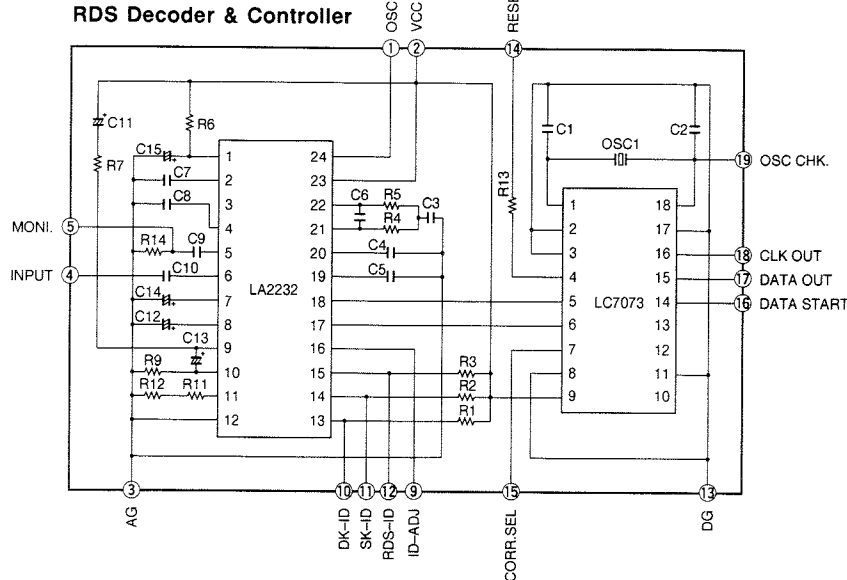 RDS Decoder & Controller
OSC
VCC
RESE
1
2
14
C11
R6
R7
C15
C7
C8
MONI. 5
R14
C9
INPUT 4
C10
C14
C12
C13
R9
R12
R11
1
2
3
4
5
6
7
8
9
10
11
12
LA2232
24
23
22
21
20
19
18
17
16
15
14
13
C6
R5
R4
C3
C4
C5
R3
R2
R1
R13
C1
OSC1
C2
19 OSC CHK.
1
2
3
4
5
6
7
8
9
LC7073
18
17
16
15
14
13
12
11
10
18 CLK OUT
17 DATA OUT
16 DATA START
3
10
11
12
9
15
13
AG
DK-ID
SK-ID
RDS-ID
ID-ADJ
CORR.SEL
DG